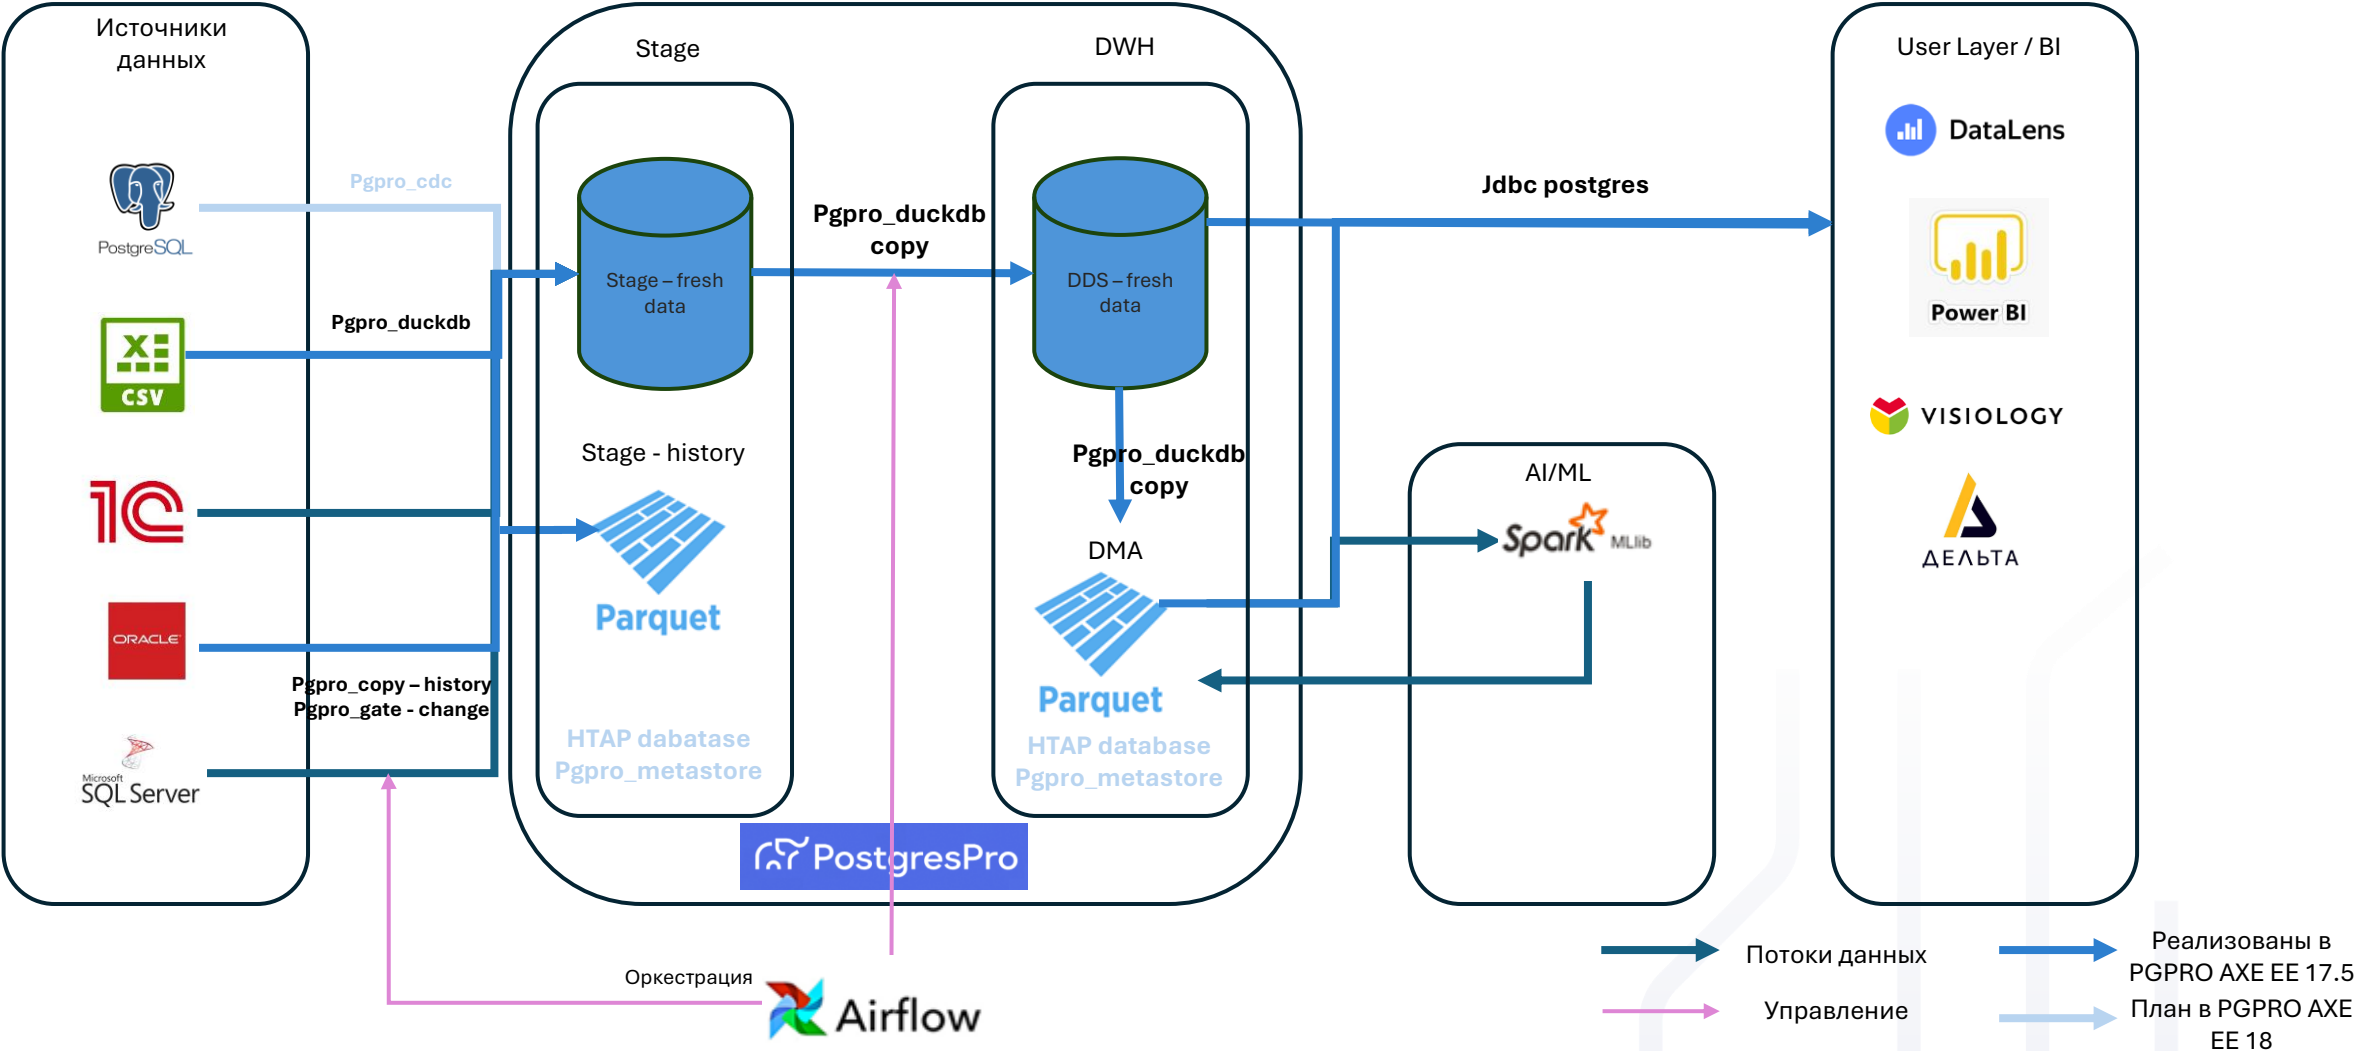 Источники
данных
PostgreSQL
Pgpro_cdc
Pgpro_duckdb
CSV
1C
ORACLE
Pgpro_copy – history
Pgpro_gate - change
Microsoft
SQL Server
Stage
Stage – fresh
data
Stage - history
Parquet
HTAP dabatase
Pgpro_metastore
Pgpro_duckdb
copy
DWH
DDS – fresh
data
Pgpro_duckdb
copy
DMA
Parquet
HTAP database
Pgpro_metastore
PostgresPro
Jdbc postgres
AI/ML
Spark MLlib
User Layer / BI
DataLens
Power BI
VISIOLOGY
ДЕЛЬТА
Оркестрация
Airflow
Потоки данных
Управление
Реализованы в
PGPRO AXE EE 17.5
План в PGPRO AXE
EE 18